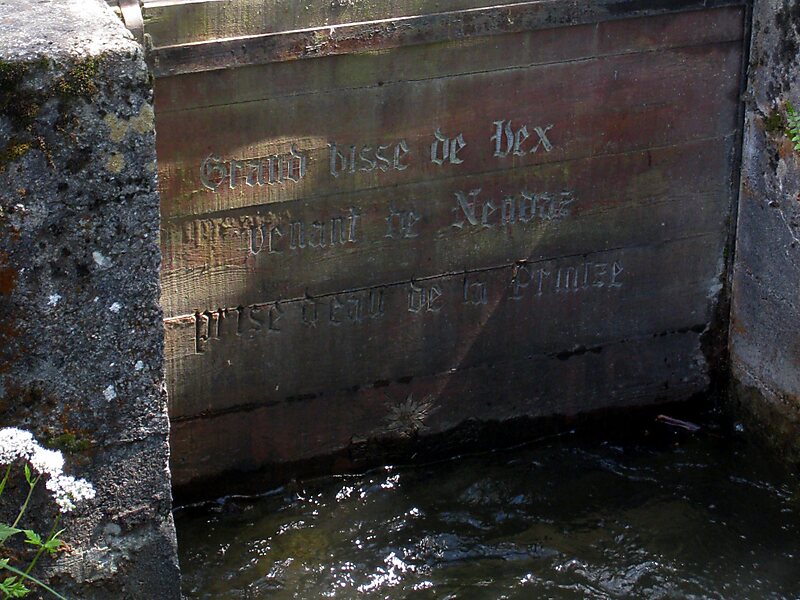 Grand bisse de Vex
venant de Nendaz
prise d'eau de la Printze